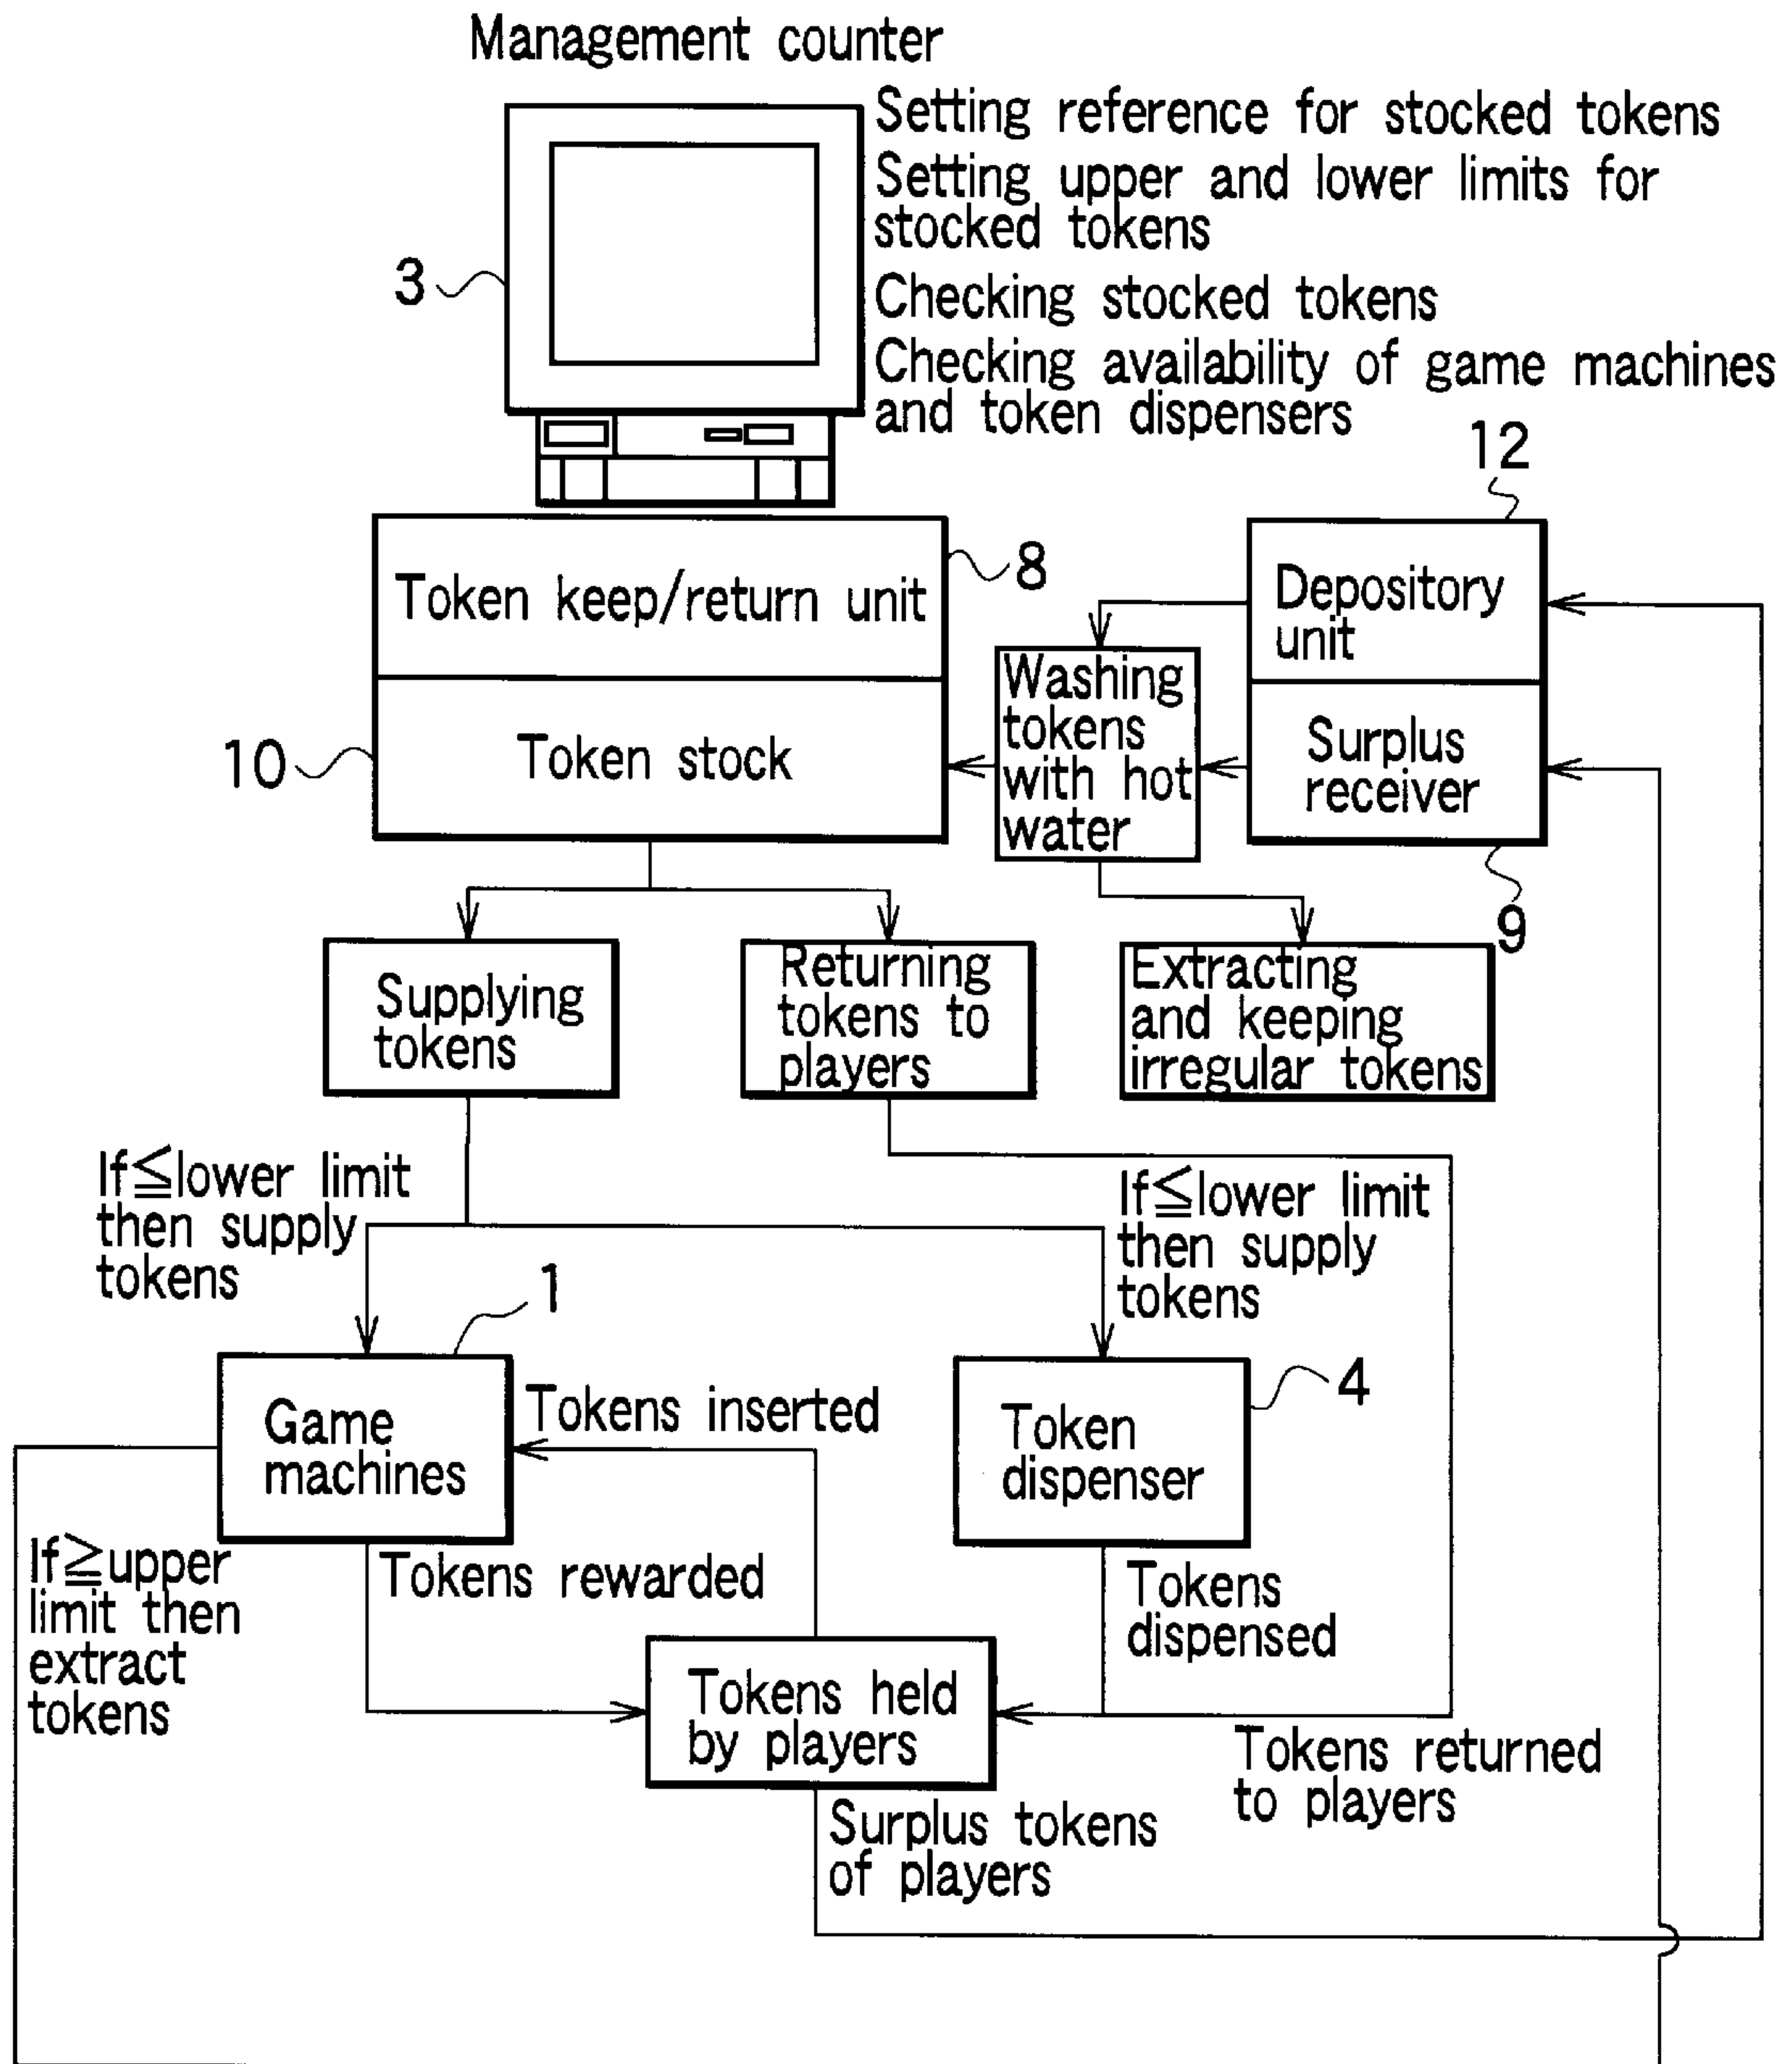 Management counter
Setting reference for stocked tokens
Setting upper and lower limits for
stocked tokens
3
Checking stocked tokens
Checking availability of game machines
and token dispensers
12
Token keep/return unit
8
Depository
unit
Washing
tokens
with hot
water
10
Token stock
Surplus
receiver
9
Supplying
tokens
Returning
tokens to
players
Extracting
and keeping
irregular tokens
If≦lower limit
then supply
tokens
If≦lower limit
then supply
tokens
1
Game
machines
Tokens inserted
4
Token
dispenser
If≧upper
limit then
extract
tokens
Tokens rewarded
Tokens
dispensed
Tokens held
by players
Tokens returned
to players
Surplus tokens
of players